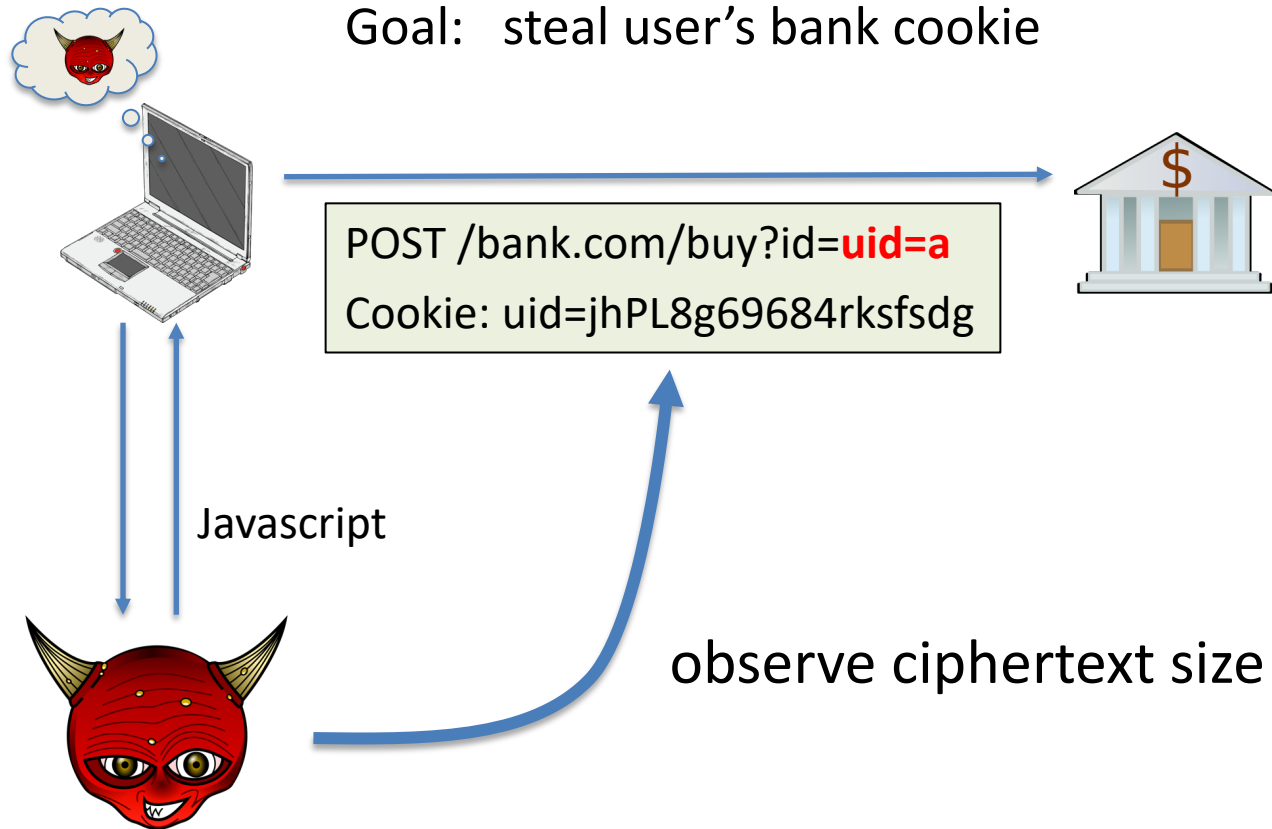 Goal: steal user's bank cookie
$
POST /bank.com/buy?id=uid=a
Cookie: uid=jhPL8g69684rksfsdg
Javascript
observe ciphertext size